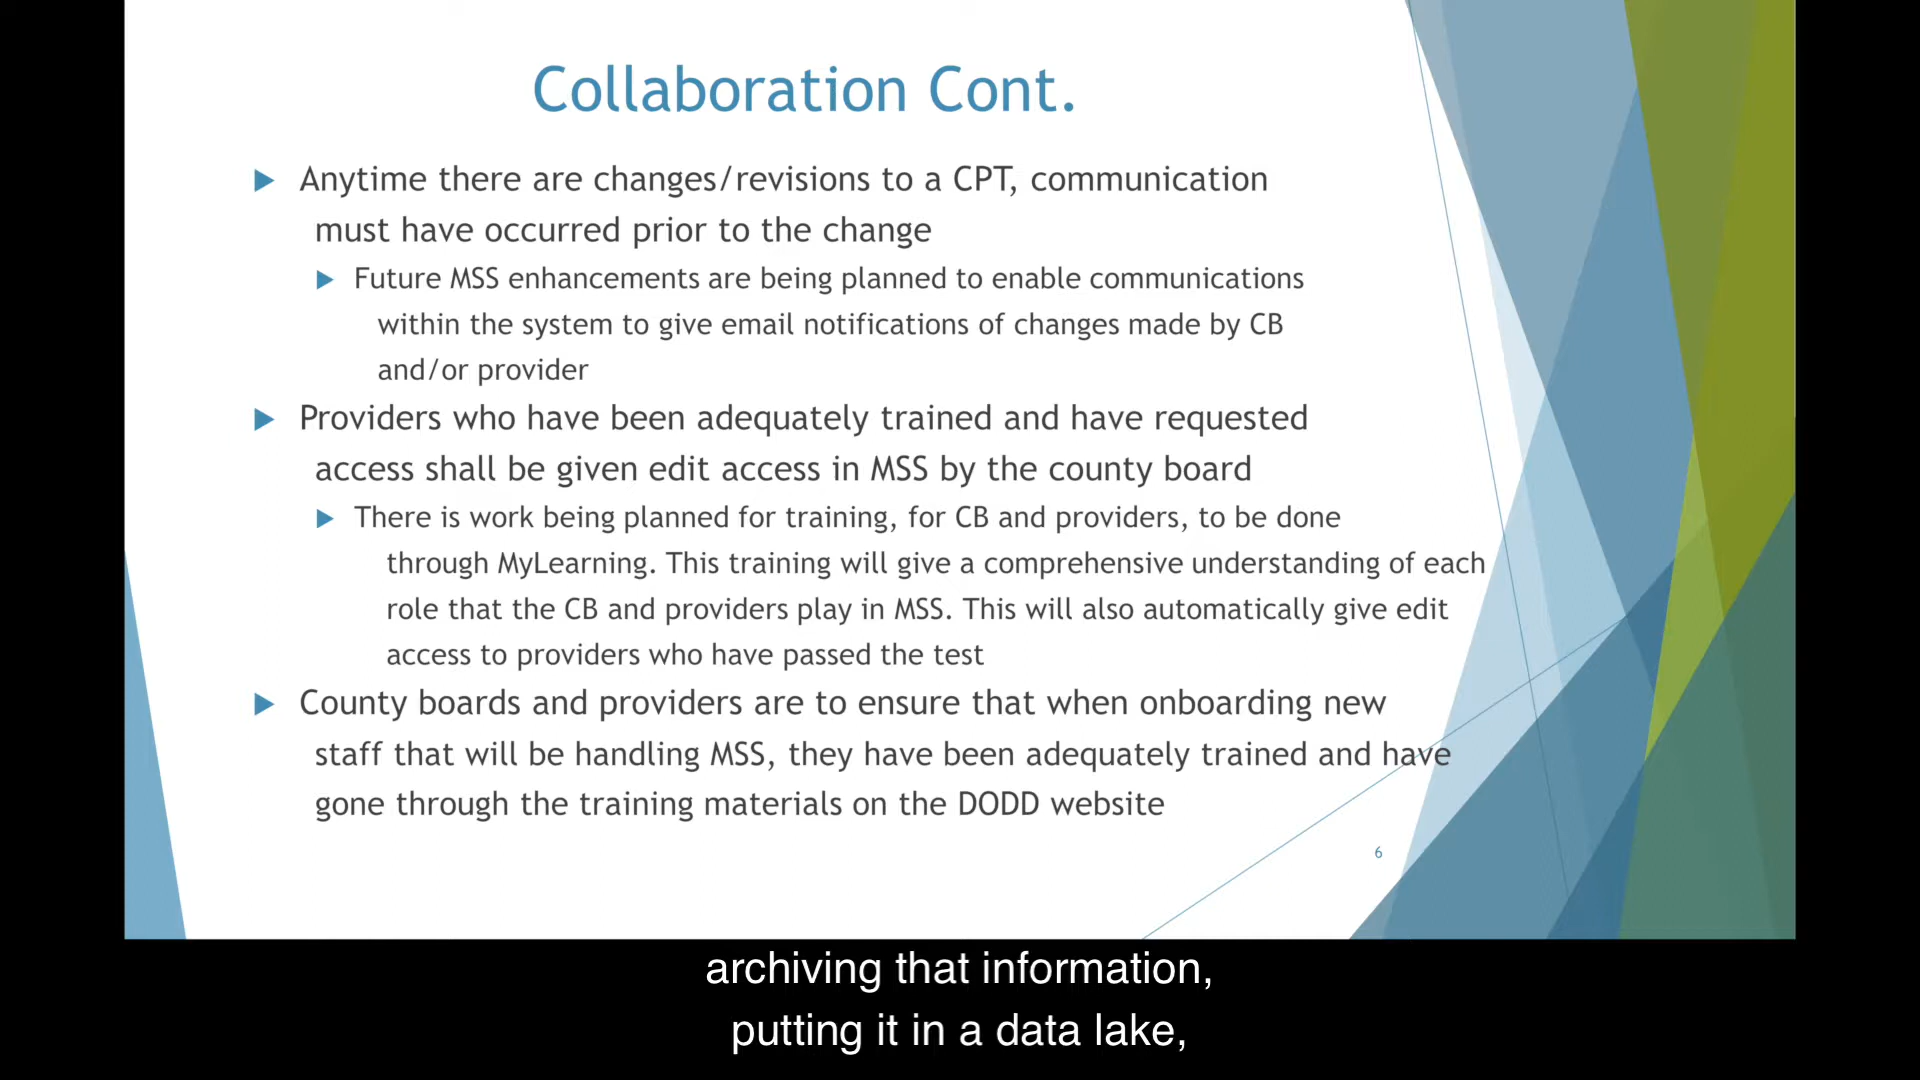 Collaboration Cont.
Anytime there are changes/revisions to a CPT, communication
must have occurred prior to the change
Future MSS enhancements are being planned to enable communications
within the system to give email notifications of changes made by CB
and/or provider
Providers who have been adequately trained and have requested
access shall be given edit access in MSS by the county board
There is work being planned for training, for CB and providers, to be done
through MyLearning. This training will give a comprehensive understanding of each
role that the CB and providers play in MSS. This will also automatically give edit
access to providers who have passed the test
County boards and providers are to ensure that when onboarding new
staff that will be handling MSS, they have been adequately trained and have
gone through the training materials on the DODD website
6
archiving that information,
putting it in a data lake,